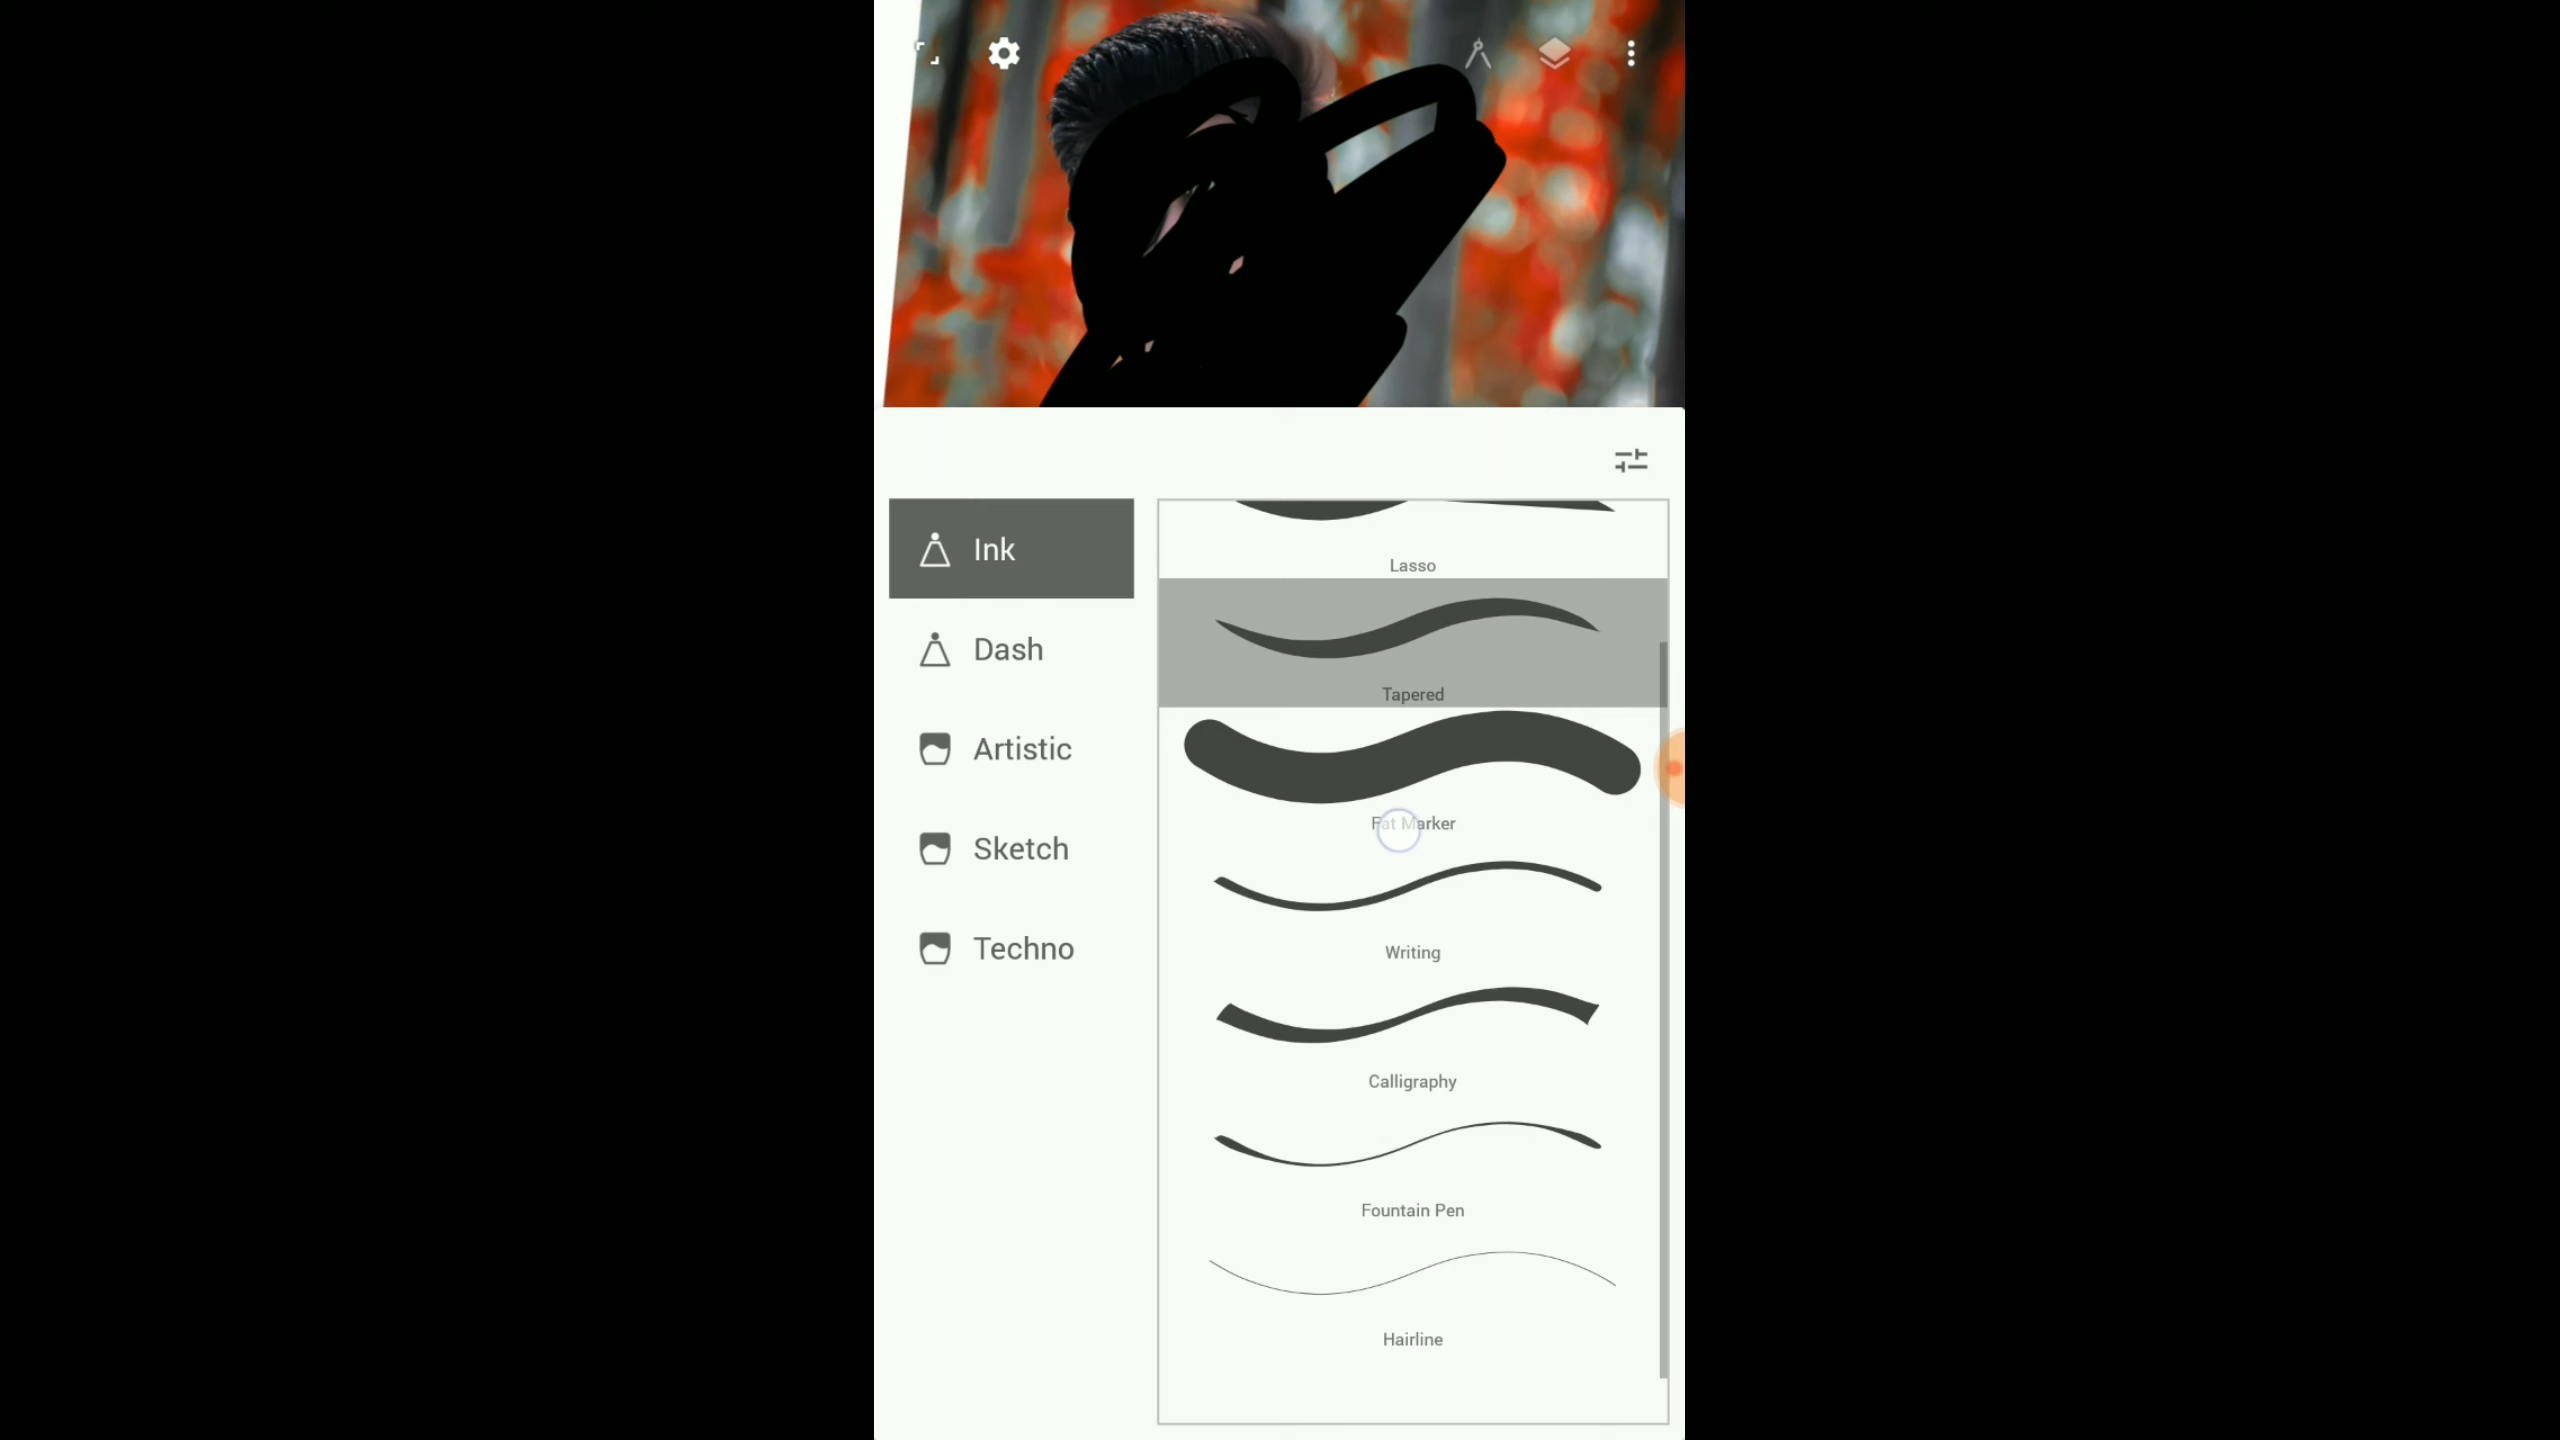 Ink
Dash
Artistic
Sketch
Techno
Lasso
Tapered
Fat Marker
Writing
Calligraphy
Fountain Pen
Hairline